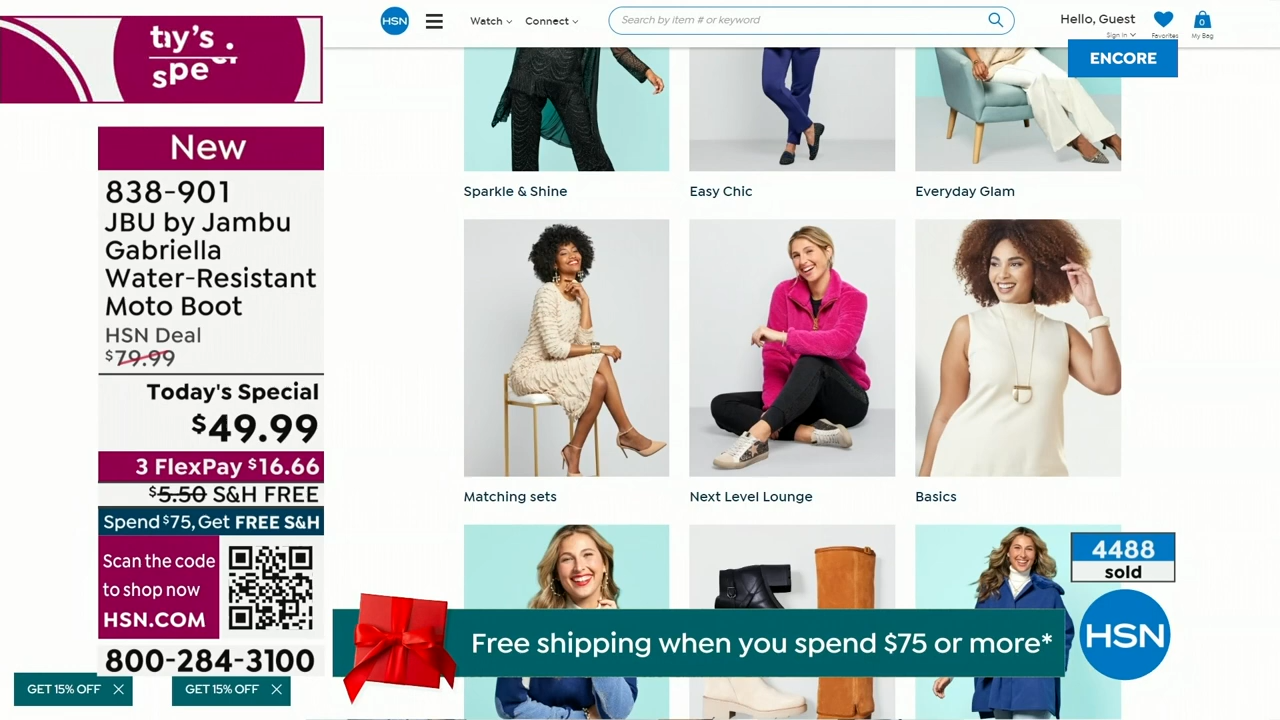 HSN
Watch
Connect
Search by item # or keyword
Hello, Guest
Sign In
Favorites
0
My Bag
ENCORE
New
838-901
JBU by Jambu
Gabriella
Water-Resistant
Moto Boot
HSN Deal
$79.99
Today's Special
$49.99
3 FlexPay $16.66
$5.50 S&H FREE
Spend $75, Get FREE S&H
Scan the code
to shop now
HSN.COM
800-284-3100
GET 15% OFF
GET 15% OFF
Sparkle & Shine
Easy Chic
Everyday Glam
Matching sets
Next Level Lounge
Basics
4488
sold
Free shipping when you spend $75 or more*
HSN